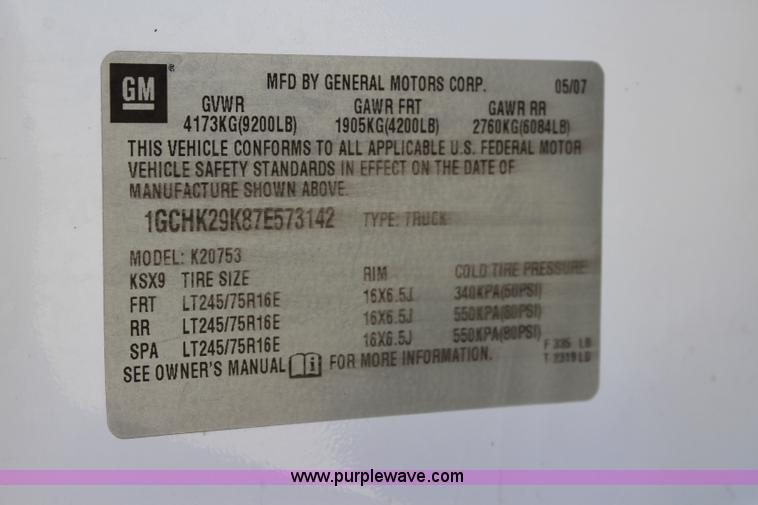 GM ® MFD BY GENERAL MOTORS CORP. 05/07
GVWR GAWR FRT GAWR RR
4173KG(9200LB) 1905KG(4200LB) 2760KG(6084LB)
THIS VEHICLE CONFORMS TO ALL APPLICABLE U.S. FEDERAL MOTOR
VEHICLE SAFETY STANDARDS IN EFFECT ON THE DATE OF
MANUFACTURE SHOWN ABOVE.
1GCHK29K87E573142 TYPE: TRUCK
MODEL: K20753
KSX9 TIRE SIZE RIM COLD TIRE PRESSURE
FRT LT245/75R16E 16X6.5J 340KPA(50PSI)
RR LT245/75R16E 16X6.5J 550KPA(80PSI)
SPA LT245/75R16E 16X6.5J 550KPA(80PSI)
SEE OWNER'S MANUAL i FOR MORE INFORMATION.
F 335 LB
T LB
www.purplewave.com